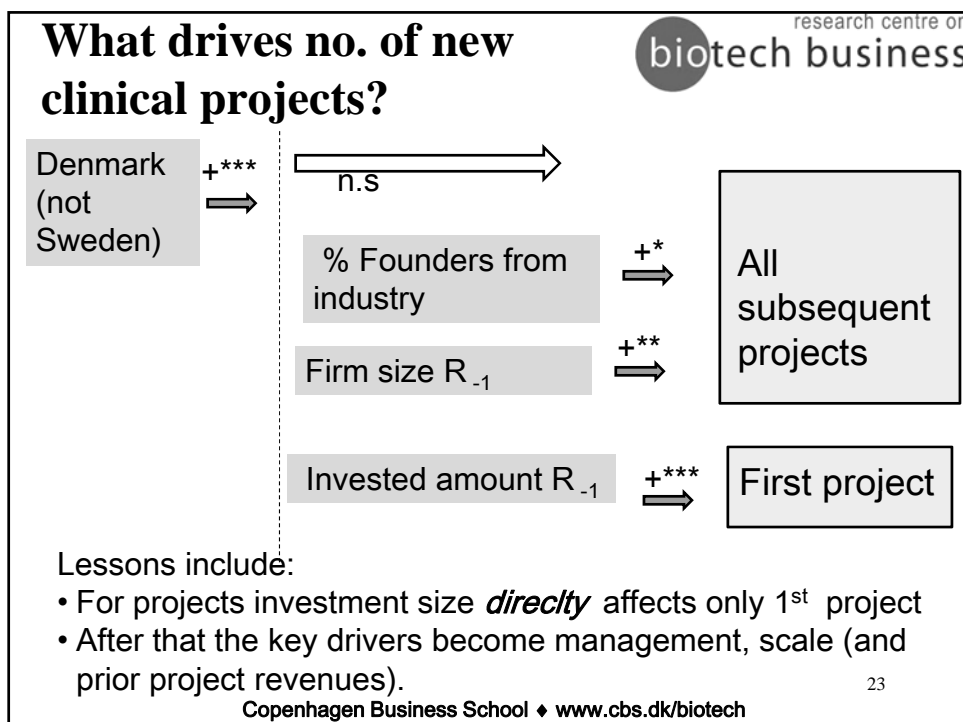 What drives no. of new
clinical projects?
research centre on
biotech business
Denmark
(not
Sweden)
+***
n.s
% Founders from
industry
+*
All
subsequent
projects
Firm size R -1
+**
Invested amount R -1
+***
First project
Lessons include:
• For projects investment size direclty affects only 1st project
• After that the key drivers become management, scale (and
prior project revenues).
23
Copenhagen Business School ♦ www.cbs.dk/biotech